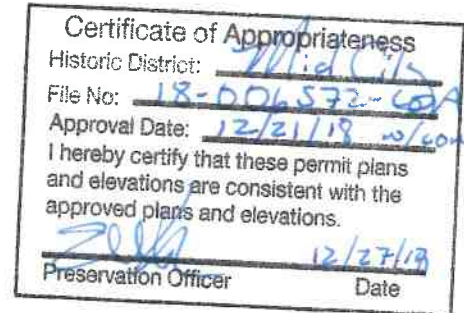 Certificate of Appropriateness
Historic District: Mid City
File No: 18-006572-COA
Approval Date: 12/21/18 w/con
I hereby certify that these permit plans
and elevations are consistent with the
approved plans and elevations.
12/27/18
Preservation Officer Date